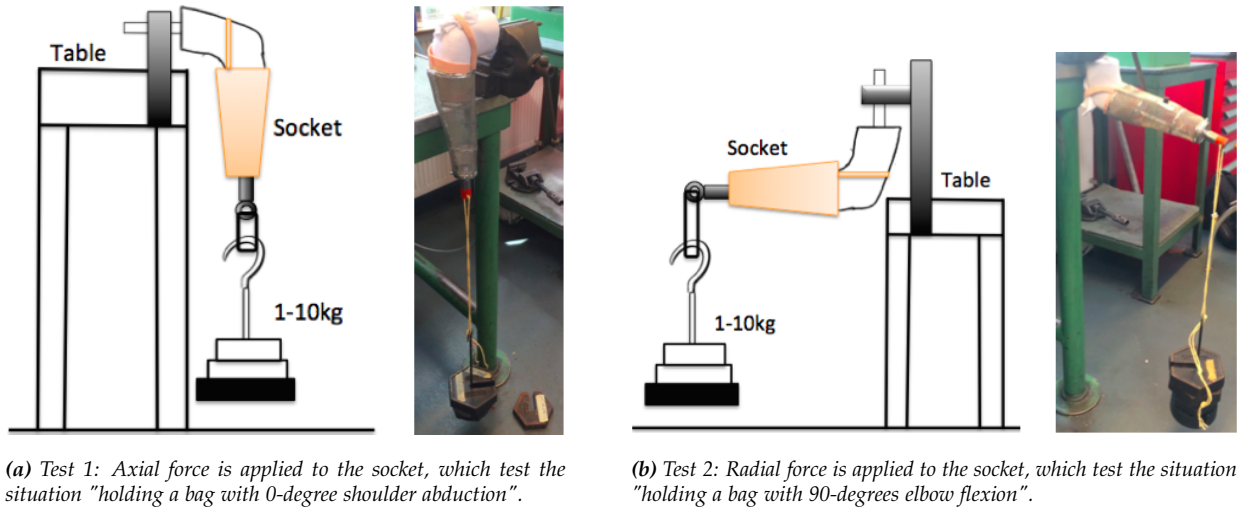 Table
Socket
1-10kg
Socket
Table
1-10kg
(a) Test 1: Axial force is applied to the socket, which test the
situation "holding a bag with 0-degree shoulder abduction".
(b) Test 2: Radial force is applied to the socket, which test the situation
"holding a bag with 90-degrees elbow flexion".